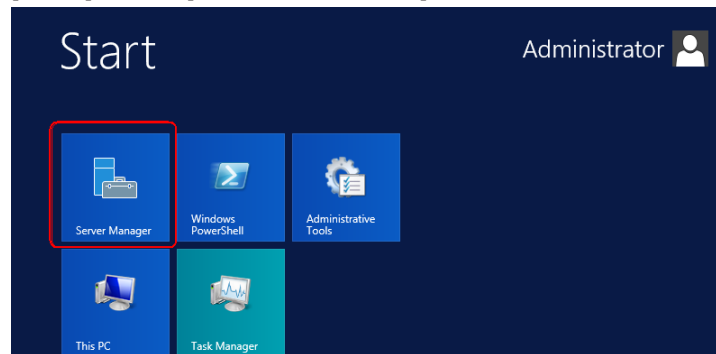 Start
Administrator
Server Manager
Windows
PowerShell
Administrative
Tools
This PC
Task Manager